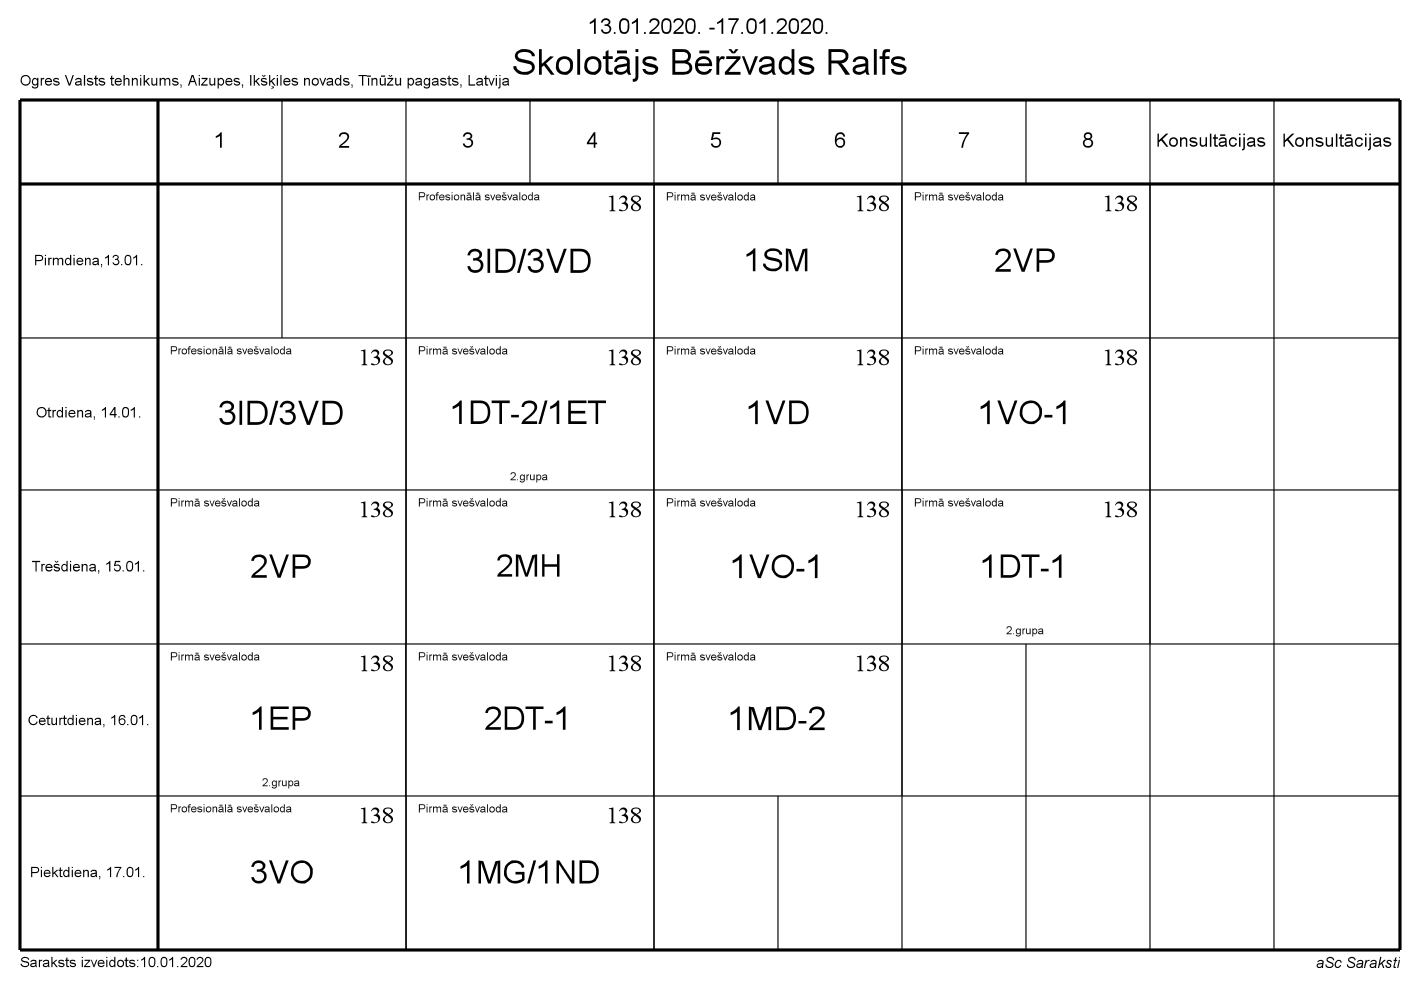 13.01.2020. -17.01.2020.
Skolotājs Bēržvads Ralfs
Ogres Valsts tehnikums, Aizupes, Ikšķiles novads, Tīnūžu pagasts, Latvija
1 2 3 4 5 6 7 8 Konsultācijas Konsultācijas
Pirmdiena,13.01.
Profesionālā svešvaloda 138
3ID/3VD
Pirmā svešvaloda 138
1SM
Pirmā svešvaloda 138
2VP
Otrdiena, 14.01.
Profesionālā svešvaloda 138
3ID/3VD
Pirmā svešvaloda 138
1DT-2/1ET
2.grupa
Pirmā svešvaloda 138
1VD
Pirmā svešvaloda 138
1VO-1
Trešdiena, 15.01.
Pirmā svešvaloda 138
2VP
Pirmā svešvaloda 138
2MH
Pirmā svešvaloda 138
1VO-1
Pirmā svešvaloda 138
1DT-1
2.grupa
Ceturtdiena, 16.01.
Pirmā svešvaloda 138
1EP
2.grupa
Pirmā svešvaloda 138
2DT-1
Pirmā svešvaloda 138
1MD-2
Piektdiena, 17.01.
Profesionālā svešvaloda 138
3VO
Pirmā svešvaloda 138
1MG/1ND
Saraksts izveidots:10.01.2020
aSc Saraksti